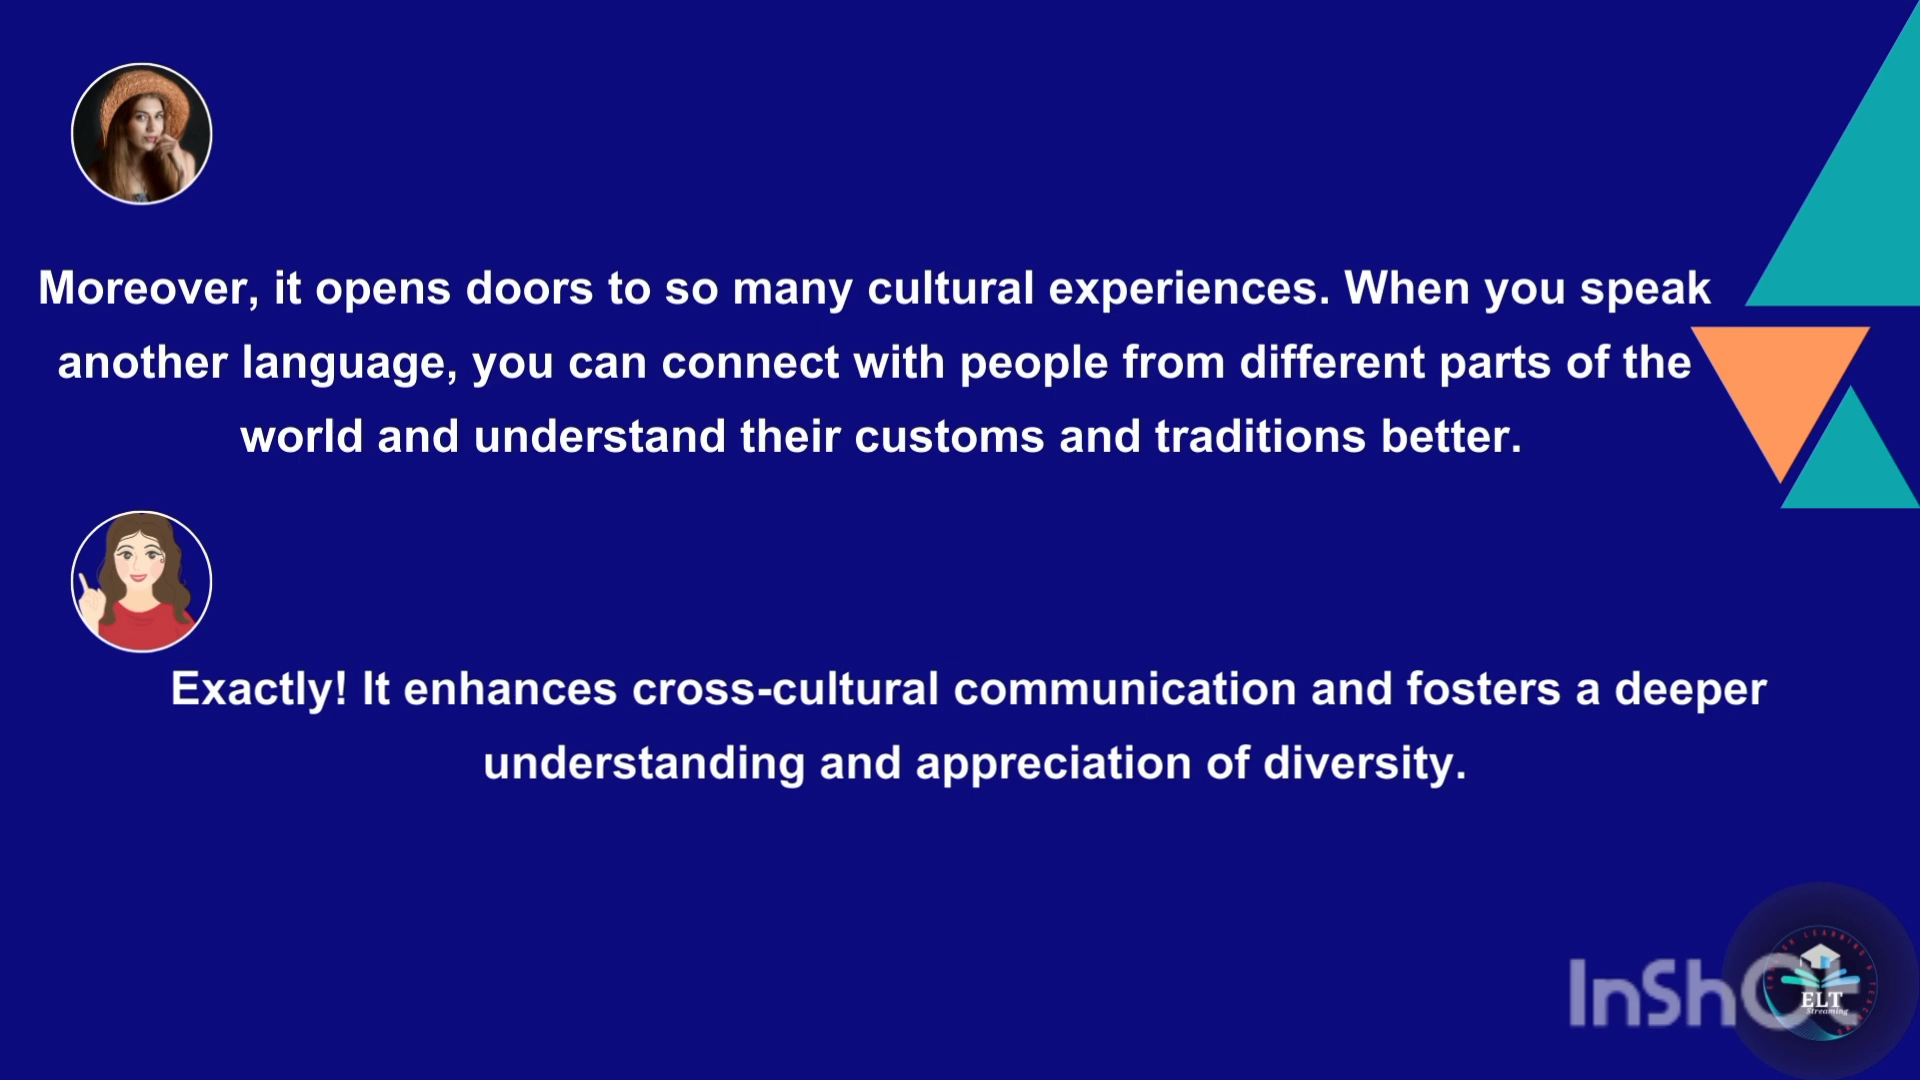 Moreover, it opens doors to so many cultural experiences. When you speak
another language, you can connect with people from different parts of the
world and understand their customs and traditions better.
Exactly! It enhances cross-cultural communication and fosters a deeper
understanding and appreciation of diversity.
InShot
ELT
Streaming